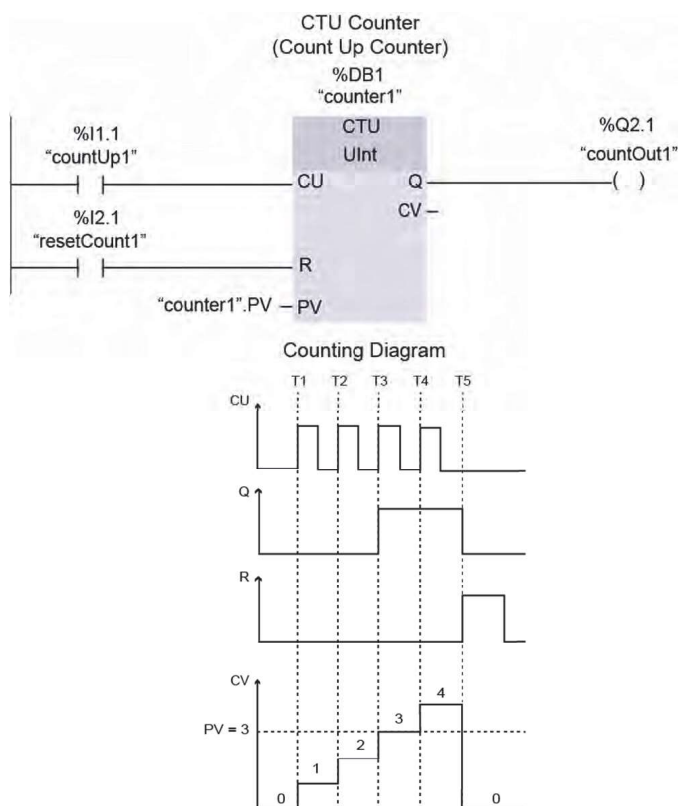 CTU Counter
(Count Up Counter)
%DB1
“counter1”
CTU
UInt
%I1.1
“countUp1”
%Q2.1
“countOut1”
CU
Q
( )
CV
%I2.1
“resetCount1”
R
“counter1”.PV
PV
Counting Diagram
T1 T2 T3 T4 T5
CU
Q
R
CV
PV = 3
0
1
2
3
4
0